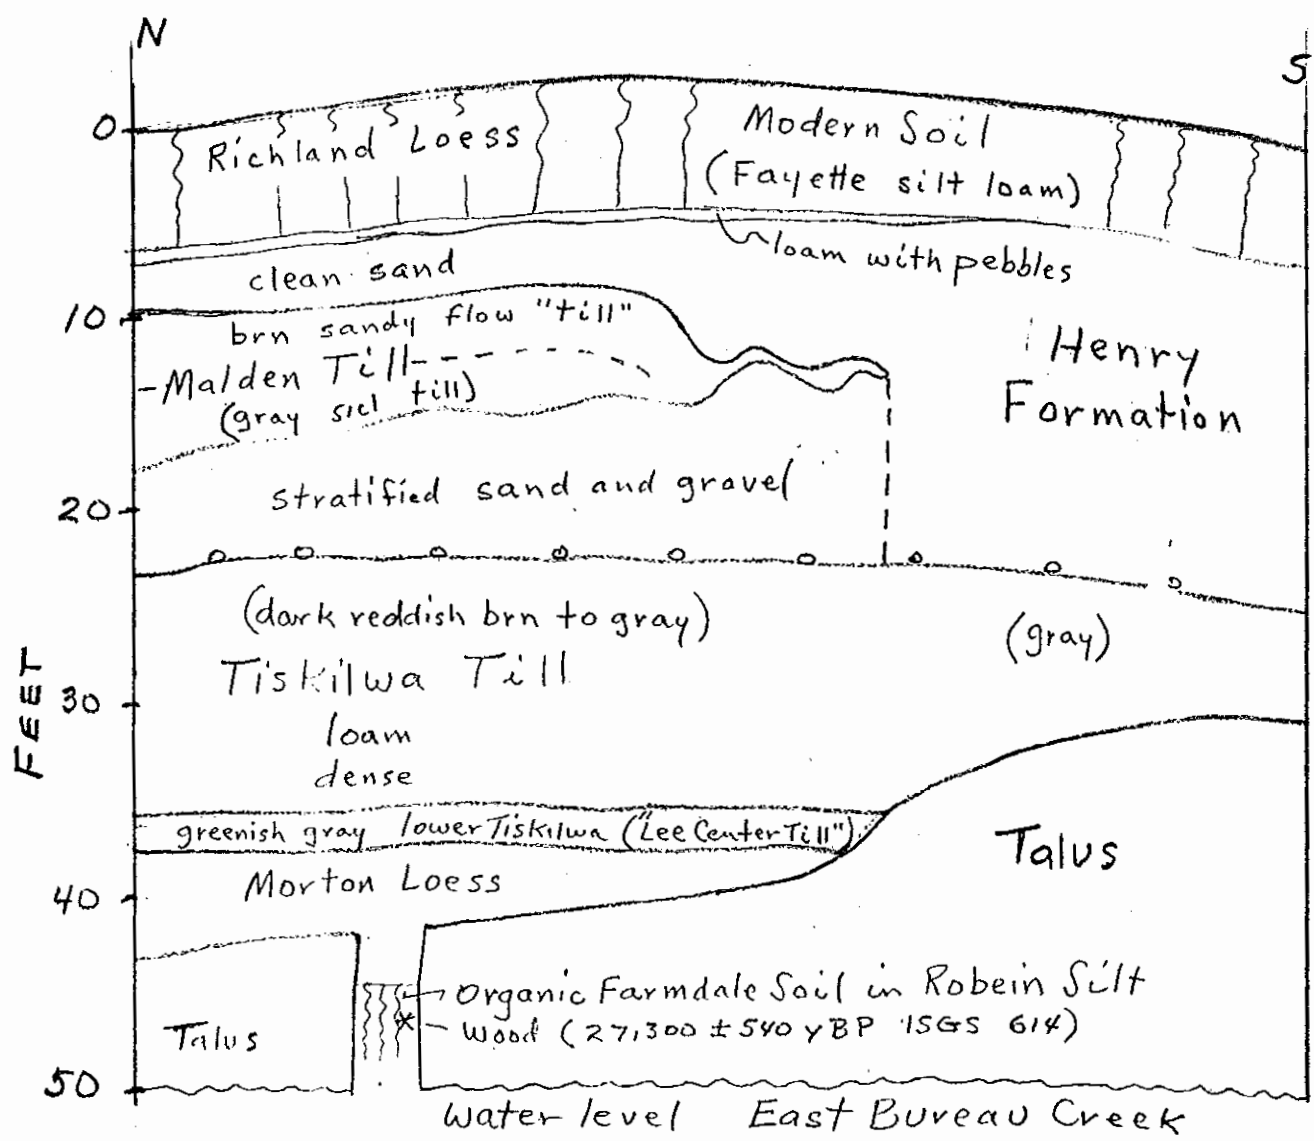 N
S
0
Richland Loess
Modern Soil
(Fayette silt loam)
loam with pebbles
clean sand
10
brn sandy flow "till"
Malden Till
(gray sicl till)
Henry
Formation
stratified sand and gravel
20
(dark reddish brn to gray)
(gray)
Tiskilwa Till
FEET
30
loam
dense
greenish gray lower Tiskilwa ("Lee Center Till")
Talus
Morton Loess
40
Organic Farmdale Soil in Robein Silt
Wood (27,300 ± 540 yBP ISGS 614)
Talus
50
Water level East Bureau Creek